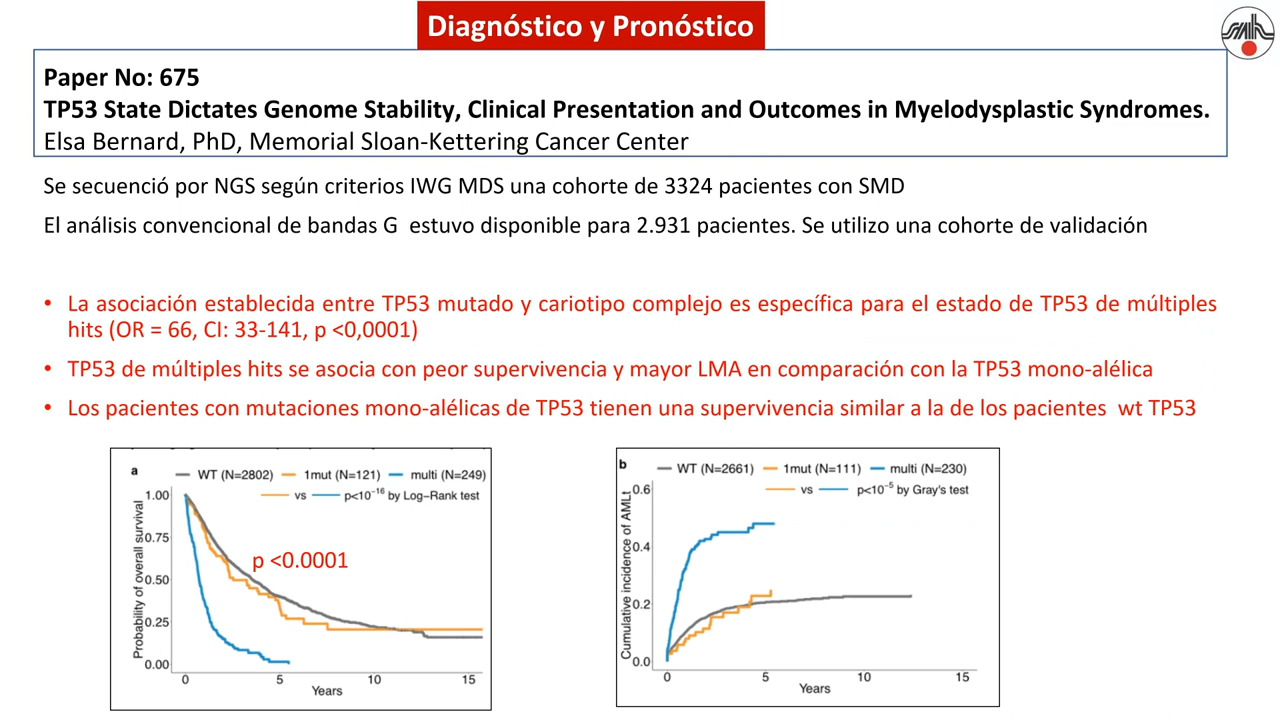 Diagnóstico y Pronóstico
smh
Paper No: 675
TP53 State Dictates Genome Stability, Clinical Presentation and Outcomes in Myelodysplastic Syndromes.
Elsa Bernard, PhD, Memorial Sloan-Kettering Cancer Center
Se secuenció por NGS según criterios IWG MDS una cohorte de 3324 pacientes con SMD
El análisis convencional de bandas G estuvo disponible para 2.931 pacientes. Se utilizo una cohorte de validación
• La asociación establecida entre TP53 mutado y cariotipo complejo es específica para el estado de TP53 de múltiples
hits (OR = 66, CI: 33-141, p <0,0001)
• TP53 de múltiples hits se asocia con peor supervivencia y mayor LMA en comparación con la TP53 mono-alélica
• Los pacientes con mutaciones mono-alélicas de TP53 tienen una supervivencia similar a la de los pacientes wt TP53
a
WT (N=2802) 1mut (N=121) multi (N=249)
vs p<10⁻¹⁶ by Log-Rank test
p <0.0001
Probability of overall survival
1.00
0.75
0.50
0.25
0.00
0 5 10 15
Years
b
WT (N=2661) 1mut (N=111) multi (N=230)
vs p<10⁻⁵ by Gray's test
Cumulative incidence of AMLt
0.6
0.4
0.2
0.0
0 5 10 15
Years